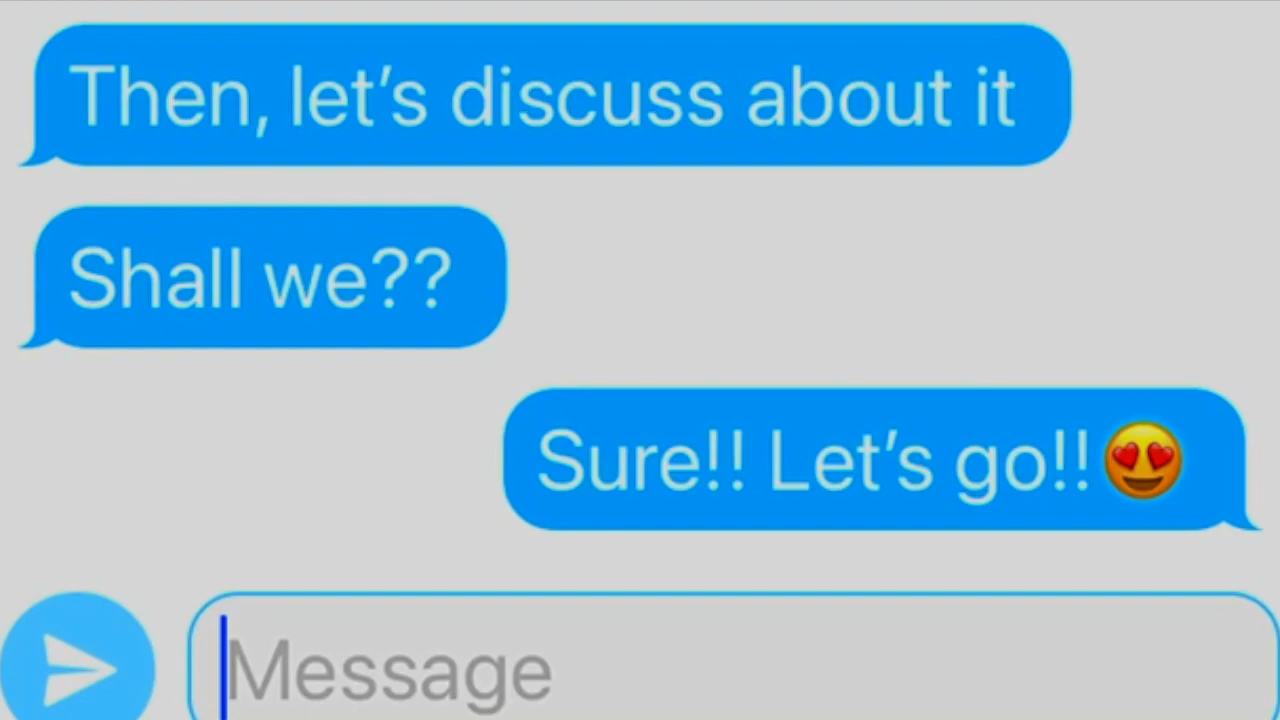 Then, let’s discuss about it
Shall we??
Sure!! Let’s go!!😍
Message